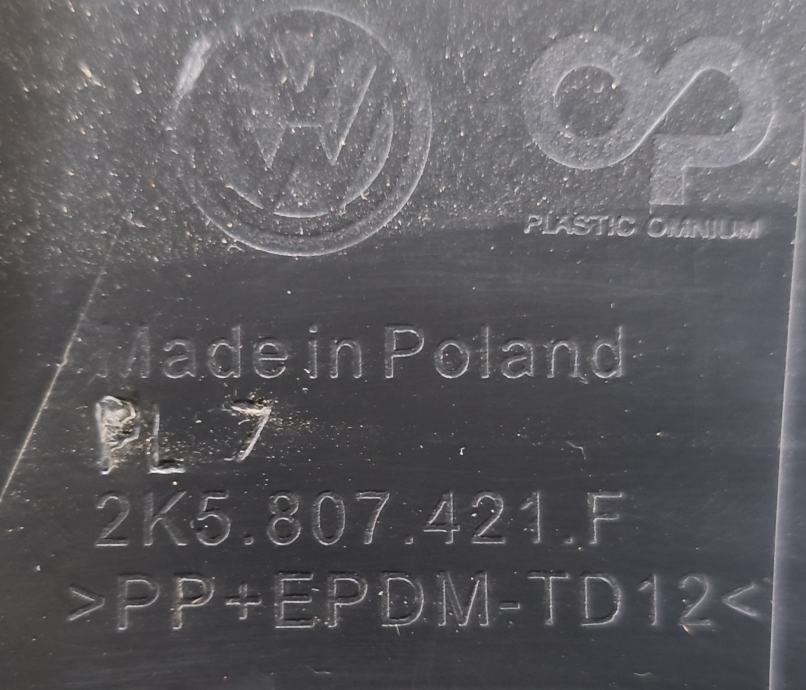 PLASTIC OMNIUM
Made in Poland
PL 7
2K5.807.421.F
>PP+EPDM-TD12<